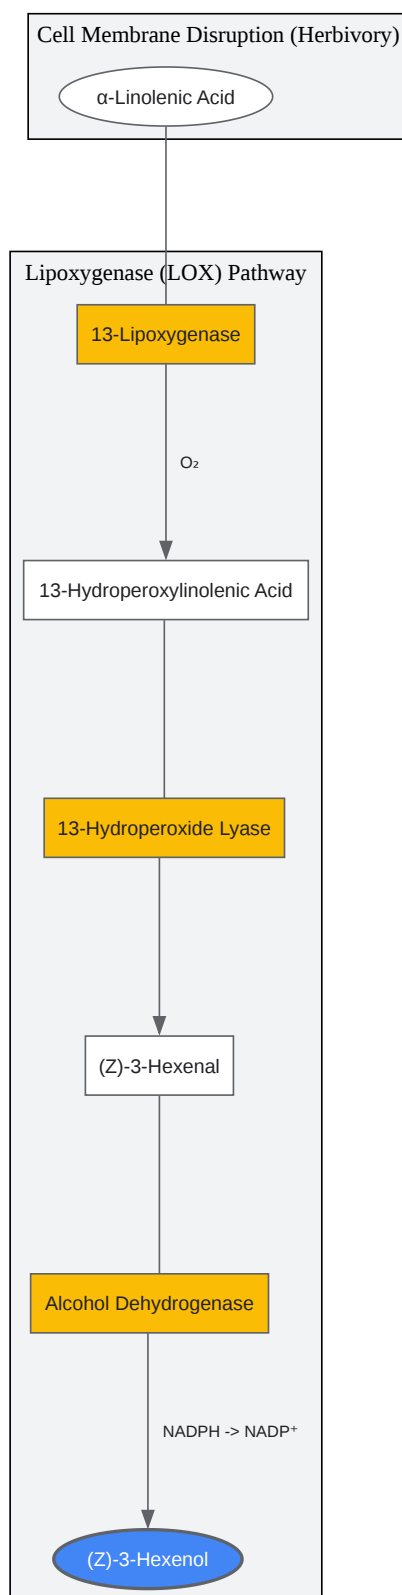 Cell Membrane Disruption (Herbivory)
α-Linolenic Acid
Lipoxygenase (LOX) Pathway
13-Lipoxygenase
O₂
13-Hydroperoxylinolenic Acid
13-Hydroperoxide Lyase
(Z)-3-Hexenal
Alcohol Dehydrogenase
NADPH -> NADP⁺
(Z)-3-Hexenol